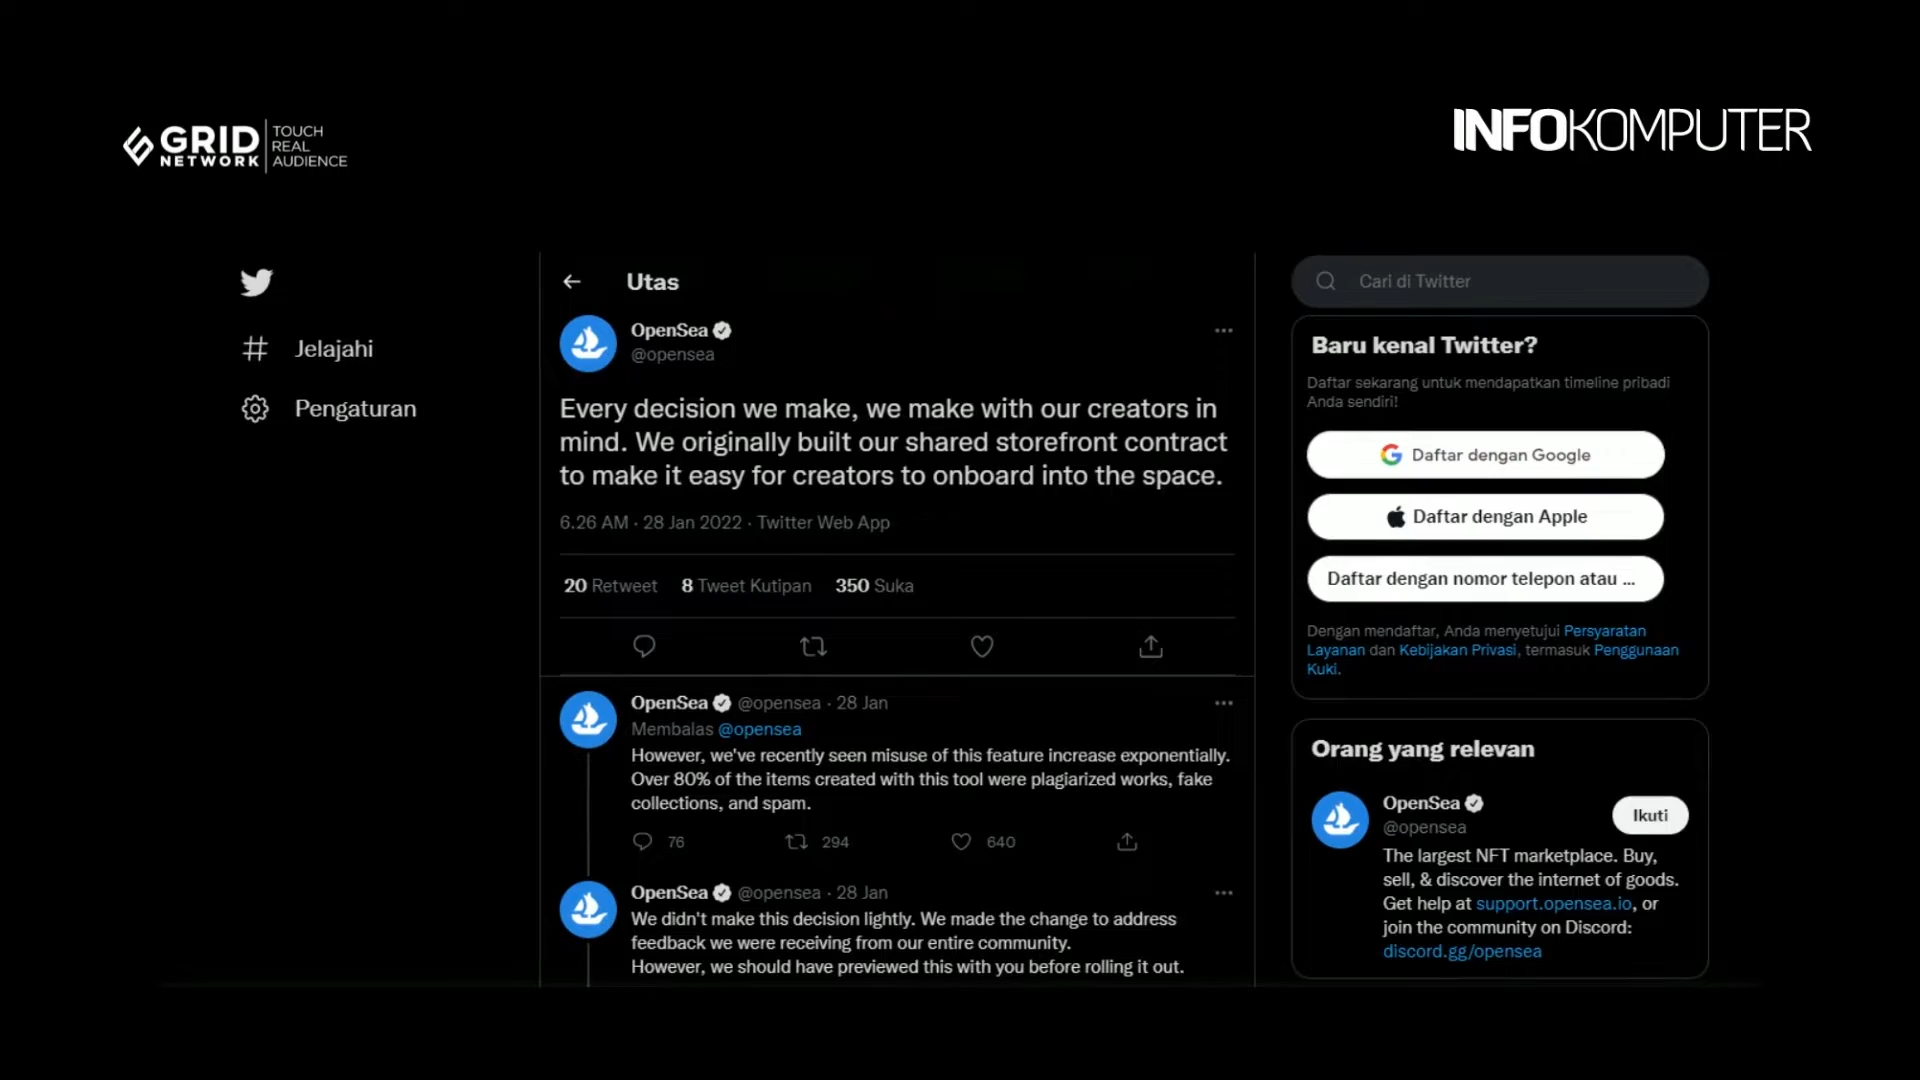 GRID
NETWORK
TOUCH
REAL
AUDIENCE
INFOKOMPUTER
Jelajahi
Pengaturan
Utas
OpenSea
@opensea
Every decision we make, we make with our creators in
mind. We originally built our shared storefront contract
to make it easy for creators to onboard into the space.
6.26 AM · 28 Jan 2022 · Twitter Web App
20 Retweet 8 Tweet Kutipan 350 Suka
OpenSea @opensea · 28 Jan
Membalas @opensea
However, we've recently seen misuse of this feature increase exponentially.
Over 80% of the items created with this tool were plagiarized works, fake
collections, and spam.
76 294 640
OpenSea @opensea · 28 Jan
We didn't make this decision lightly. We made the change to address
feedback we were receiving from our entire community.
However, we should have previewed this with you before rolling it out.
Cari di Twitter
Baru kenal Twitter?
Daftar sekarang untuk mendapatkan timeline pribadi
Anda sendiri!
Daftar dengan Google
Daftar dengan Apple
Daftar dengan nomor telepon atau ...
Dengan mendaftar, Anda menyetujui Persyaratan
Layanan dan Kebijakan Privasi, termasuk Penggunaan
Kuki.
Orang yang relevan
OpenSea
@opensea
Ikuti
The largest NFT marketplace. Buy,
sell, & discover the internet of goods.
Get help at support.opensea.io, or
join the community on Discord:
discord.gg/opensea